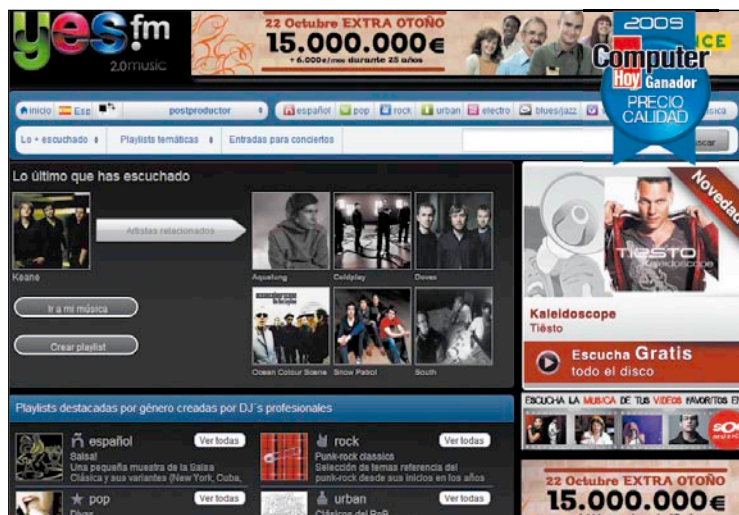 yes.fm
2.0music
22 Octubre EXTRA OTOÑO
15.000.000€
+ 6.000€/mes durante 25 años
2009
Computer
Hoy Ganador
PRECIO
CALIDAD
inicio Esp postproductor español pop rock urban electro blues/jazz
Lo + escuchado Playlists temáticas Entradas para conciertos
Lo último que has escuchado
Artistas relacionados
Keane
Aqualung Coldplay Doves
Ir a mi música
Crear playlist
Ocean Colour Scene Snow Patrol South
Novedad
TIËSTO
Kaleidoscope
Kaleidoscope
Tiësto
Escucha Gratis
todo el disco
ESCUCHA LA MUSICA DE TUS VIDEOS FAVORITOS EN
Playlists destacadas por género creadas por DJ´s profesionales
español Ver todas
Salsa!
Una pequeña muestra de la Salsa
Clásica y sus variantes (New York, Cuba,
rock Ver todas
Punk-rock classics
Selección de temas referencia del
punk-rock desde sus inicios en los años
pop Ver todas
Divas
urban Ver todas
Clásicos del RnB
22 Octubre EXTRA OTOÑO
15.000.000€